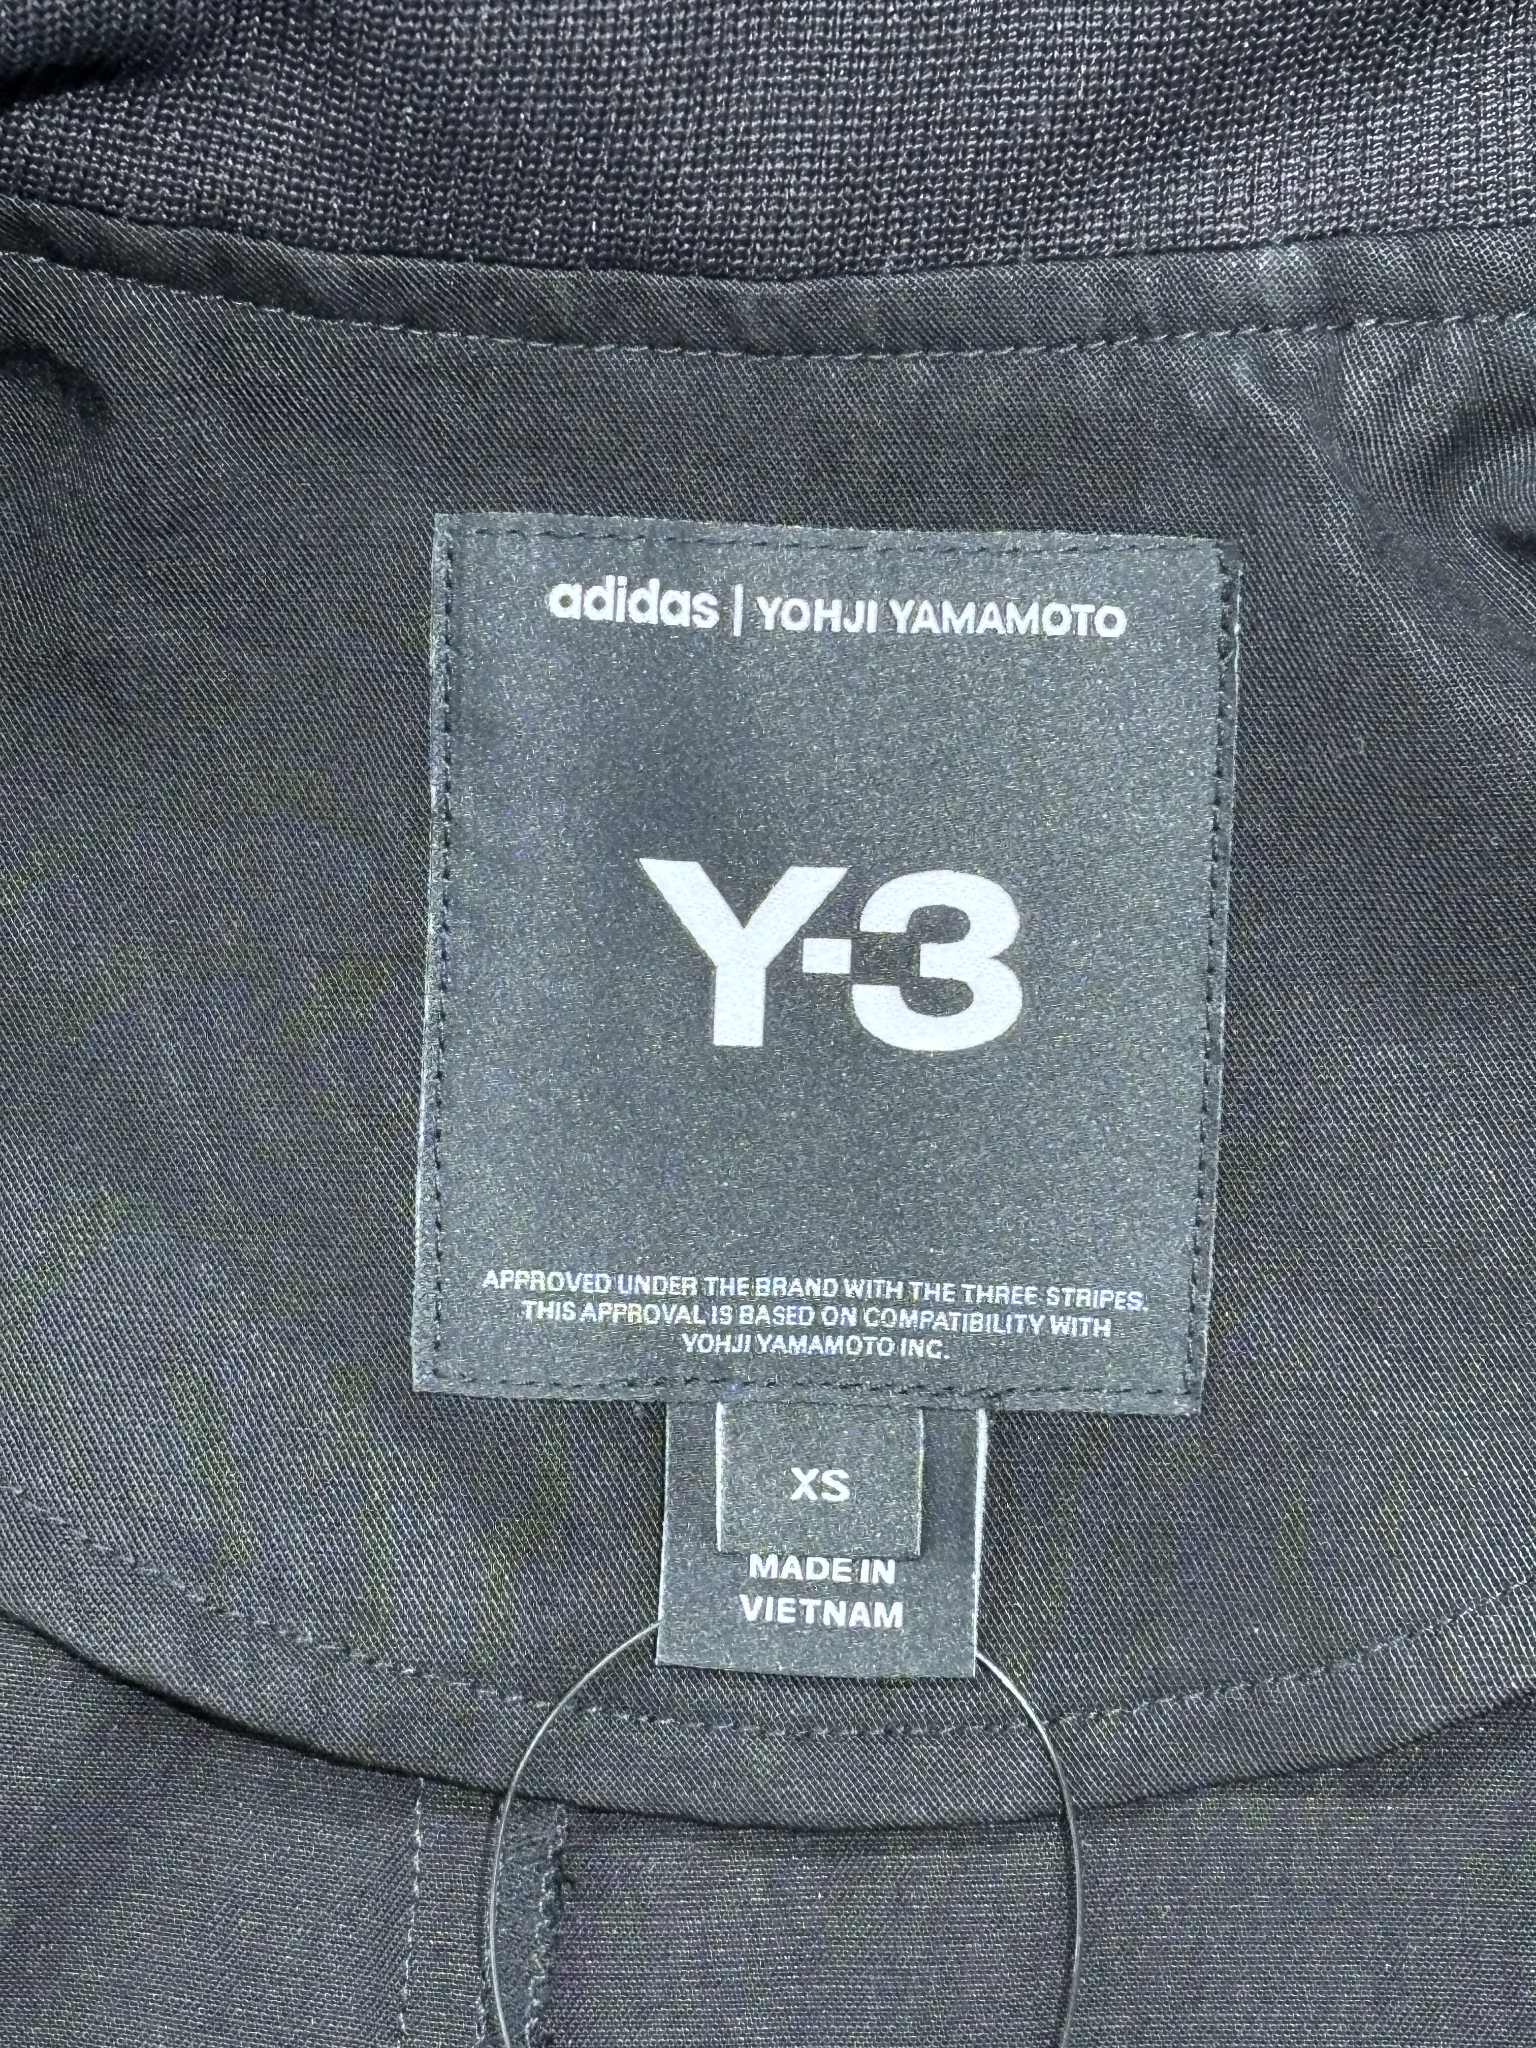 adidas | YOHJI YAMAMOTO
Y-3
APPROVED UNDER THE BRAND WITH THE THREE STRIPES.
THIS APPROVAL IS BASED ON COMPATIBILITY WITH
YOHJI YAMAMOTO INC.
XS
MADE IN
VIETNAM